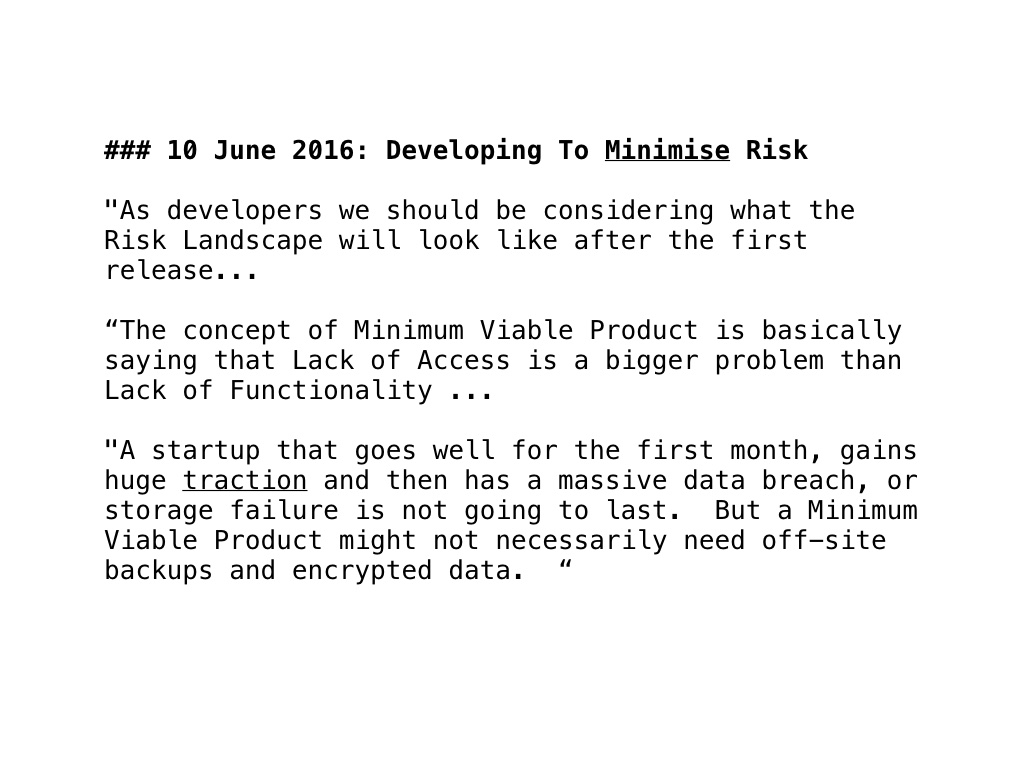 ### 10 June 2016: Developing To Minimise Risk
"As developers we should be considering what the
Risk Landscape will look like after the first
release...
“The concept of Minimum Viable Product is basically
saying that Lack of Access is a bigger problem than
Lack of Functionality ...
"A startup that goes well for the first month, gains
huge traction and then has a massive data breach, or
storage failure is not going to last.  But a Minimum
Viable Product might not necessarily need off–site
backups and encrypted data.  “